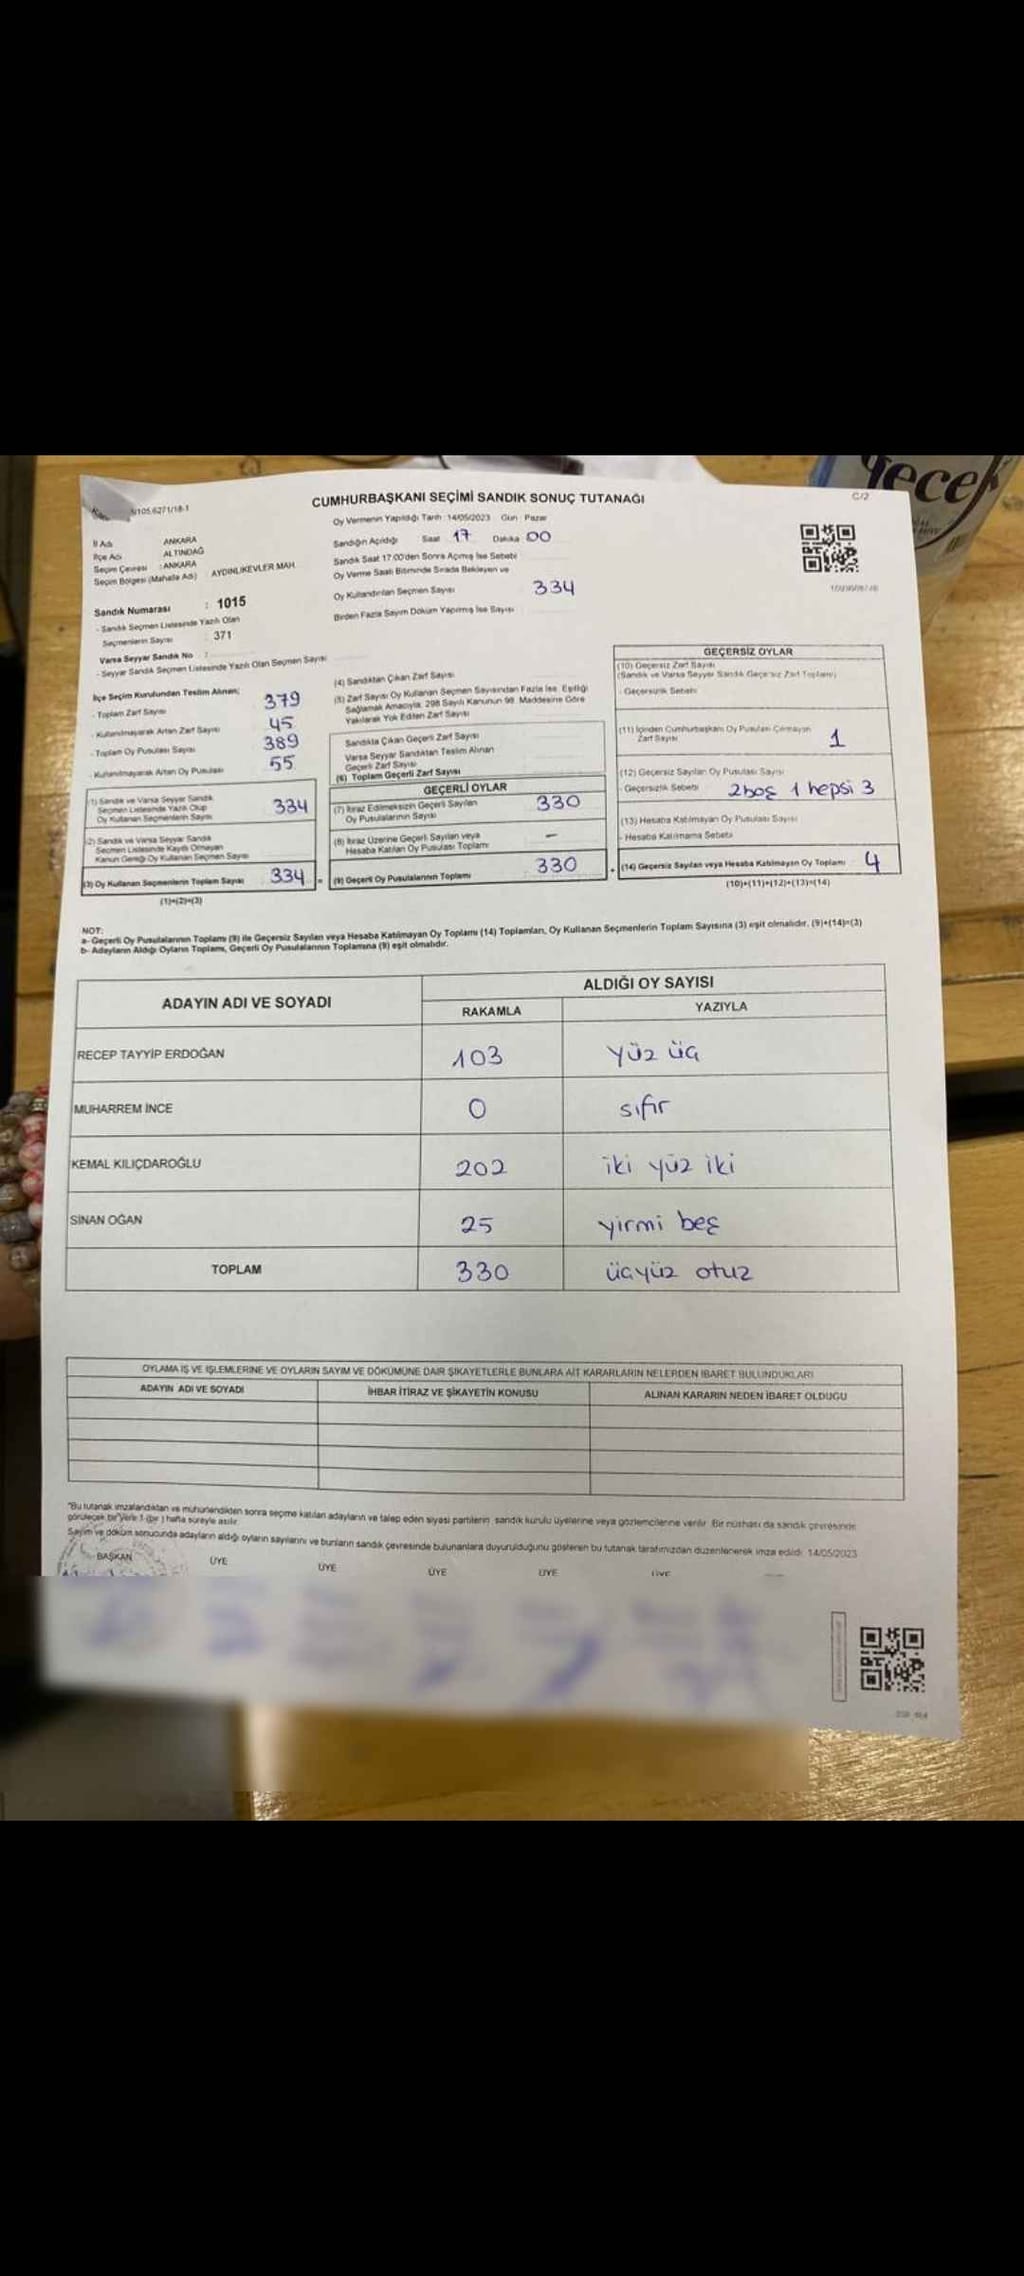 İecek
CUMHURBAŞKANI SEÇİMİ SANDIK SONUÇ TUTANAĞI
C/2
Oy Vermenin Yapıldığı Tarih : 14/05/2023 Gün : Pazar
İl Adı : ANKARA
İlçe Adı : ALTINDAĞ
Seçim Çevresi : ANKARA
Seçim Bölgesi (Mahalle Adı) : AYDINLIKEVLER MAH.
Sandığın Açıldığı Saat 17 Dakika 00
Sandık Saat 17:00'den Sonra Açılmış İse Sebebi
Oy Verme Saati Bitiminde Sırada Bekleyen ve
Oy Kullandırılan Seçmen Sayısı 334
Birden Fazla Sayım Döküm Yapılmış İse Sayısı
Sandık Numarası : 1015
- Sandık Seçmen Listesinde Yazılı Olan
Seçmenlerin Sayısı : 371
Varsa Seyyar Sandık No :
- Seyyar Sandık Seçmen Listesinde Yazılı Olan Seçmen Sayısı
İlçe Seçim Kurulundan Teslim Alınan;
- Toplam Zarf Sayısı 379
- Kullanılmayarak Artan Zarf Sayısı 45
- Toplam Oy Pusulası Sayısı 389
- Kullanılmayarak Artan Oy Pusulası 55
(1) Sandık ve Varsa Seyyar Sandık
Seçmen Listesinde Yazılı Olup
Oy Kullanan Seçmenlerin Sayısı 334
(2) Sandık ve Varsa Seyyar Sandık
Seçmen Listesinde Kayıtlı Olmayan
Kanun Gereği Oy Kullanan Seçmen Sayısı
(3) Oy Kullanan Seçmenlerin Toplam Sayısı 334 =
(1)+(2)=(3)
(4) Sandıktan Çıkan Zarf Sayısı
(5) Zarf Sayısı Oy Kullanan Seçmen Sayısından Fazla İse, Eşitliği
Sağlamak Amacıyla; 298 Sayılı Kanunun 98. Maddesine Göre
Yakılarak Yok Edilen Zarf Sayısı
Sandıkta Çıkan Geçerli Zarf Sayısı
Varsa Seyyar Sandıktan Teslim Alınan
Geçerli Zarf Sayısı
(6) Toplam Geçerli Zarf Sayısı
GEÇERLİ OYLAR
(7) İtiraz Edilmeksizin Geçerli Sayılan
Oy Pusulalarının Sayısı 330
(8) İtiraz Üzerine Geçerli Sayılan veya
Hesaba Katılan Oy Pusulası Toplamı -
(9) Geçerli Oy Pusulalarının Toplamı 330 +
GEÇERSİZ OYLAR
(10) Geçersiz Zarf Sayısı
(Sandık ve Varsa Seyyar Sandık Geçersiz Zarf Toplamı)
- Geçersizlik Sebebi
(11) İçinden Cumhurbaşkanı Oy Pusulası Çıkmayan
Zarf Sayısı 1
(12) Geçersiz Sayılan Oy Pusulası Sayısı
- Geçersizlik Sebebi 2boş 1 hepsi 3
(13) Hesaba Katılmayan Oy Pusulası Sayısı
- Hesaba Katılmama Sebebi
(14) Geçersiz Sayılan veya Hesaba Katılmayan Oy Toplamı 4
(10)+(11)+(12)+(13)=(14)
NOT:
a- Geçerli Oy Pusulalarının Toplamı (9) ile Geçersiz Sayılan veya Hesaba Katılmayan Oy Toplamı (14) Toplamları, Oy Kullanan Seçmenlerin Toplam Sayısına (3) eşit olmalıdır. (9)+(14)=(3)
b- Adayların Aldığı Oyların Toplamı, Geçerli Oy Pusulalarının Toplamına (9) eşit olmalıdır.
ADAYIN ADI VE SOYADI
ALDIĞI OY SAYISI
RAKAMLA YAZIYLA
RECEP TAYYİP ERDOĞAN 103 yüz üç
MUHARREM İNCE 0 sıfır
KEMAL KILIÇDAROĞLU 202 iki yüz iki
SİNAN OĞAN 25 yirmi beş
TOPLAM 330 üçyüz otuz
OYLAMA İŞ VE İŞLEMLERİNE VE OYLARIN SAYIM VE DÖKÜMÜNE DAİR ŞİKAYETLERLE BUNLARA AİT KARARLARIN NELERDEN İBARET BULUNDUKLARI
ADAYIN ADI VE SOYADI İHBAR İTİRAZ VE ŞİKAYETİN KONUSU ALINAN KARARIN NEDEN İBARET OLDUĞU
*Bu tutanak imzalandıktan ve mühürlendikten sonra seçime katılan adayların ve talep eden siyasi partilerin sandık kurulu üyelerine veya gözlemcilerine verilir. Bir nüshası da sandık çevresinde
görülecek bir yere 1 (bir) hafta süreyle asılır.
Sayım ve döküm sonucunda adayların aldığı oyların sayılarını ve bunların sandık çevresinde bulunanlara duyurulduğunu gösteren bu tutanak tarafımızdan düzenlenerek imza edildi. 14/05/2023
BAŞKAN ÜYE ÜYE ÜYE ÜYE ÜYE